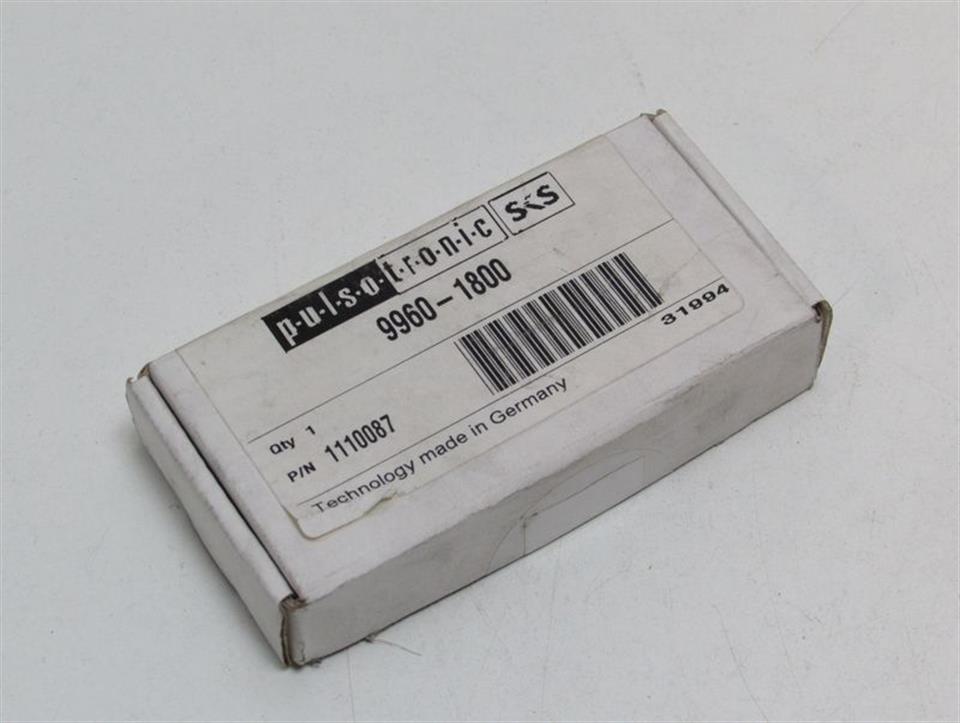 p·u·l·s·o·t·r·o·n·i·c SKS
9960-1800
31994
Qty 1
P/N 1110087
Technology made in Germany